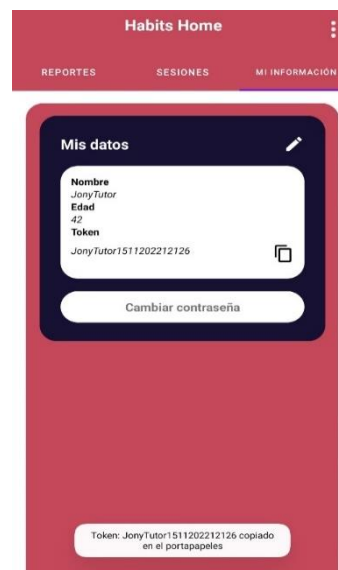 Habits Home
REPORTES SESIONES MI INFORMACIÓN
Mis datos
Nombre
JonyTutor
Edad
42
Token
JonyTutor1511202212126
Cambiar contraseña
Token: JonyTutor1511202212126 copiado
en el portapapeles